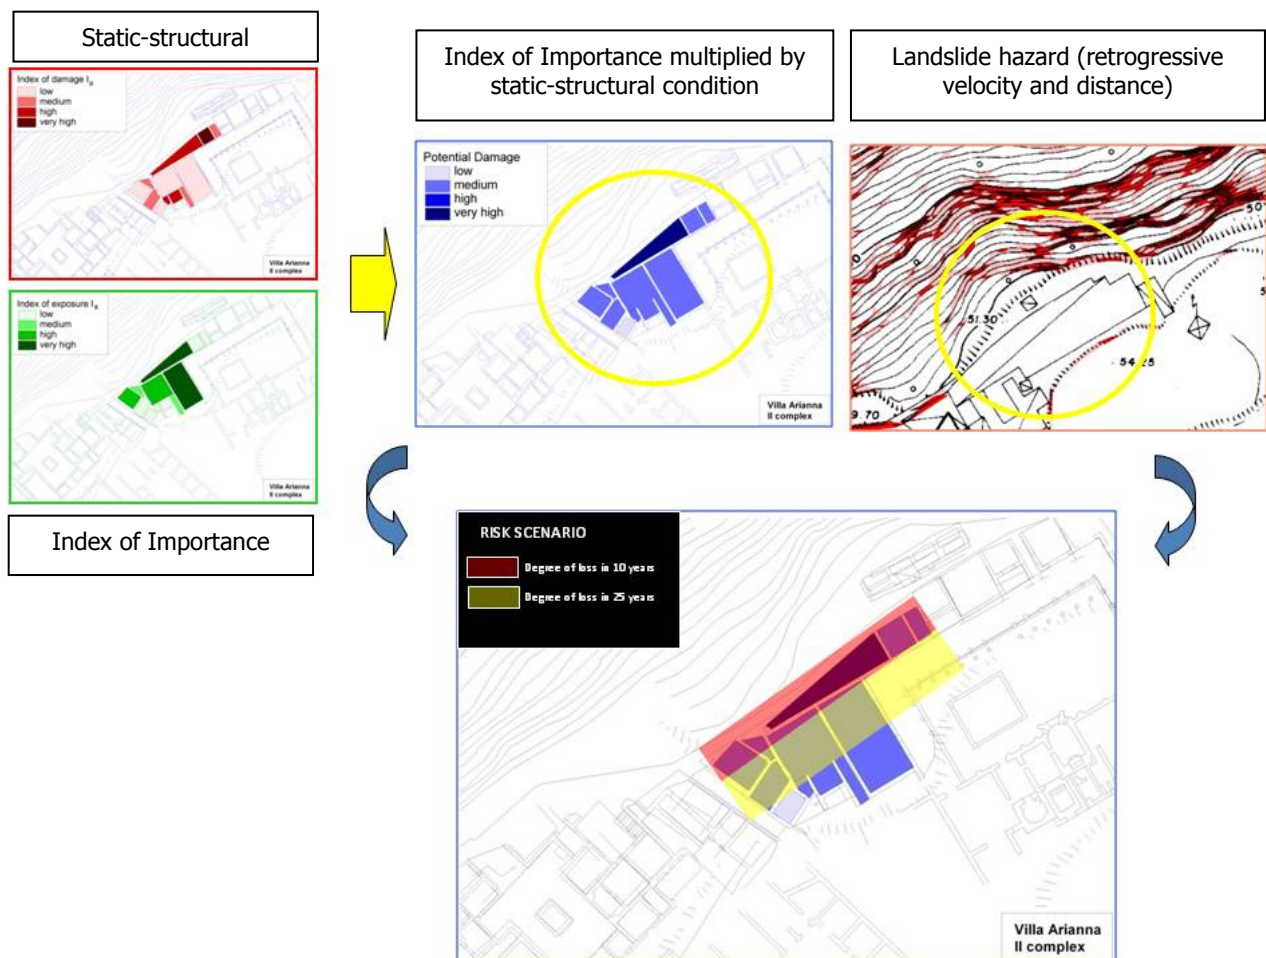 Static-structural
Index of damage I
low
medium
high
very high
Villa Arianna
II complex
Index of exposure I
low
medium
high
very high
Villa Arianna
II complex
Index of Importance
Index of Importance multiplied by
static-structural condition
Potential Damage
low
medium
high
very high
Villa Arianna
II complex
Landslide hazard (retrogressive
velocity and distance)
51.30
54.25
9.70
50
5
0
RISK SCENARIO
Degree of loss in 10 years
Degree of loss in 25 years
Villa Arianna
II complex